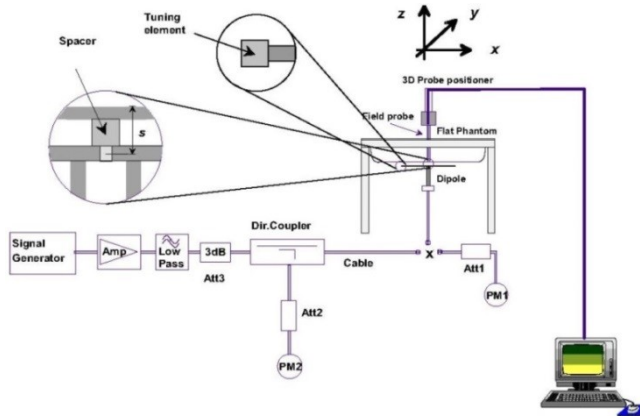 Tuning
element
Spacer
s
z
y
x
3D Probe positioner
Field probe
Flat Phantom
Dipole
Signal
Generator
Amp
Low
Pass
3dB
Att3
Dir.Coupler
Cable
x
Att1
PM1
Att2
PM2